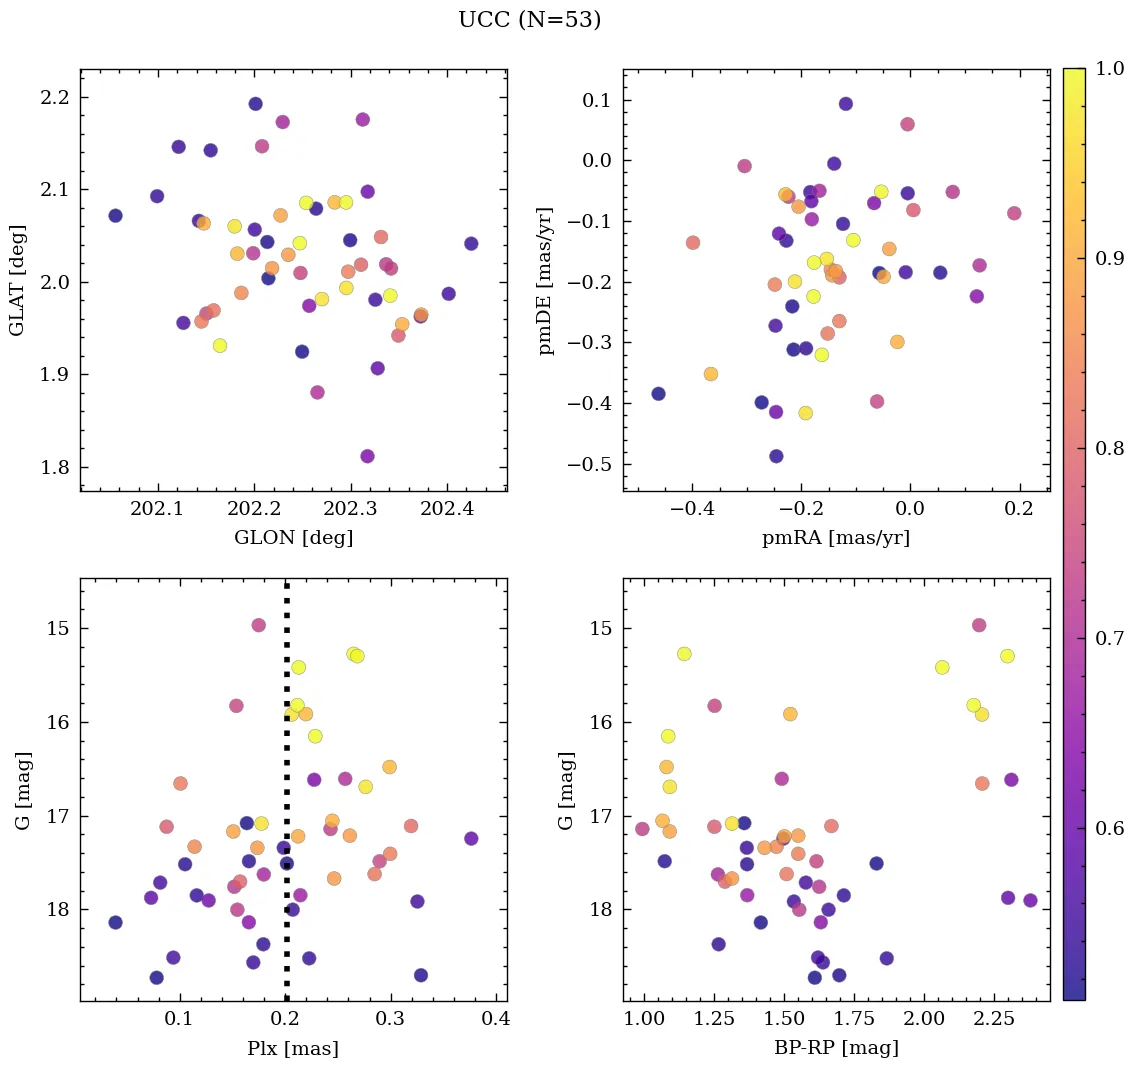 UCC (N=53)
2.2
2.1
2.0
1.9
1.8
GLAT [deg]
202.1 202.2 202.3 202.4
GLON [deg]
0.1
0.0
−0.1
−0.2
−0.3
−0.4
−0.5
pmDE [mas/yr]
−0.4 −0.2 0.0 0.2
pmRA [mas/yr]
1.0
0.9
0.8
0.7
0.6
15
16
17
18
G [mag]
0.1 0.2 0.3 0.4
Plx [mas]
15
16
17
18
G [mag]
1.00 1.25 1.50 1.75 2.00 2.25
BP-RP [mag]